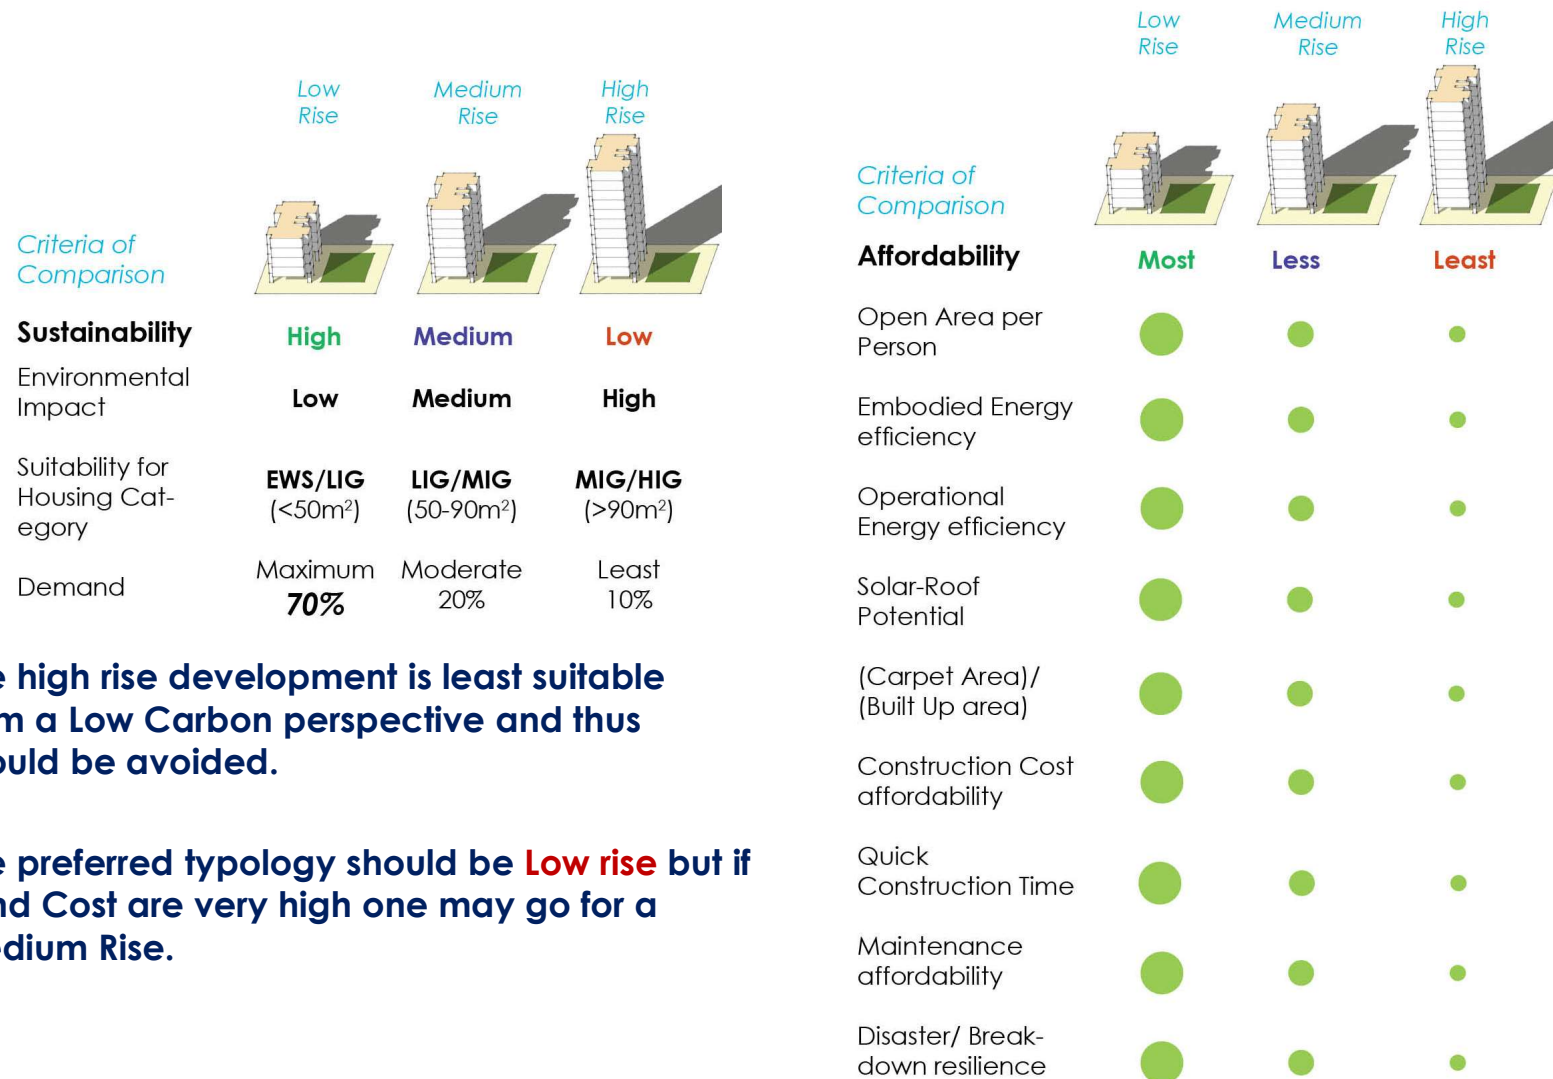 Low Medium High
Rise Rise Rise
Criteria of
Comparison
Sustainability High Medium Low
Environmental
Impact Low Medium High
Suitability for
Housing Cat-
egory
EWS/LIG LIG/MIG MIG/HIG
(<50m²) (50-90m²) (>90m²)
Demand
Maximum Moderate Least
70% 20% 10%
e high rise development is least suitable
m a Low Carbon perspective and thus
ould be avoided.
e preferred typology should be Low rise but if
nd Cost are very high one may go for a
edium Rise.
Low Medium High
Rise Rise Rise
Criteria of
Comparison
Affordability Most Less Least
Open Area per
Person
Embodied Energy
efficiency
Operational
Energy efficiency
Solar-Roof
Potential
(Carpet Area)/
(Built Up area)
Construction Cost
affordability
Quick
Construction Time
Maintenance
affordability
Disaster/ Break-
down resilience